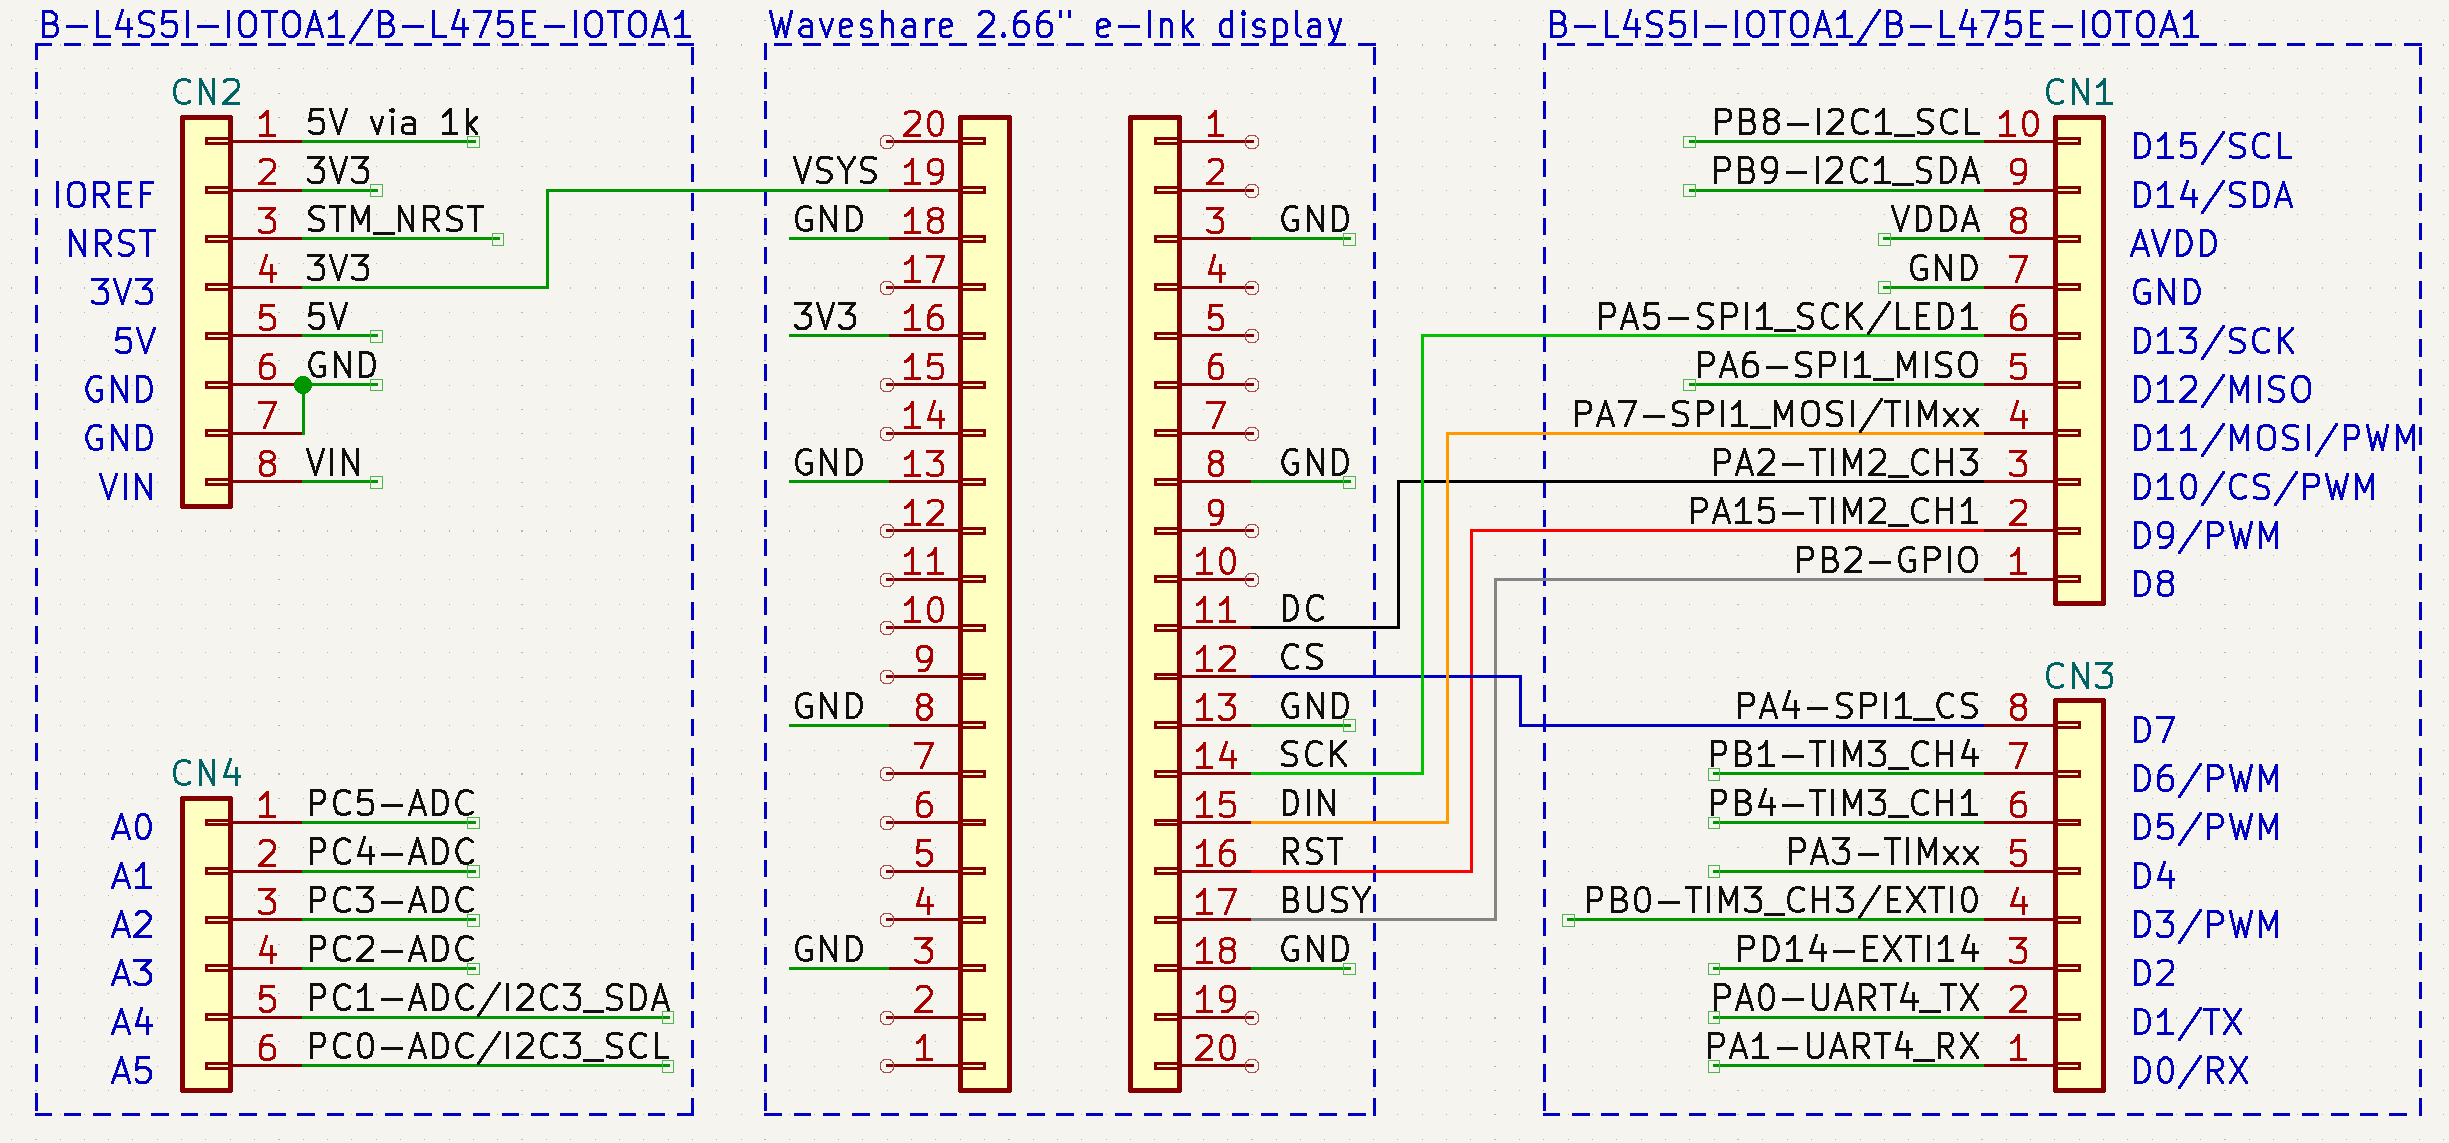 B-L4S5I-IOT0A1/B-L475E-IOT0A1
CN2
1 5V via 1k
IOREF 2 3V3
NRST 3 STM_NRST
3V3 4 3V3
5V 5 5V
GND 6 GND
GND 7
VIN 8 VIN
CN4
A0 1 PC5-ADC
A1 2 PC4-ADC
A2 3 PC3-ADC
A3 4 PC2-ADC
A4 5 PC1-ADC/I2C3_SDA
A5 6 PC0-ADC/I2C3_SCL
Waveshare 2.66" e-Ink display
20
VSYS 19
GND 18
17
3V3 16
15
14
GND 13
12
11
10
9
GND 8
7
6
5
4
GND 3
2
1
1
2
3 GND
4
5
6
7
8 GND
9
10
11 DC
12 CS
13 GND
14 SCK
15 DIN
16 RST
17 BUSY
18 GND
19
20
B-L4S5I-IOT0A1/B-L475E-IOT0A1
CN1
PB8-I2C1_SCL 10 D15/SCL
PB9-I2C1_SDA 9 D14/SDA
VDDA 8 AVDD
GND 7 GND
PA5-SPI1_SCK/LED1 6 D13/SCK
PA6-SPI1_MISO 5 D12/MISO
PA7-SPI1_MOSI/TIMxx 4 D11/MOSI/PWM
PA2-TIM2_CH3 3 D10/CS/PWM
PA15-TIM2_CH1 2 D9/PWM
PB2-GPIO 1 D8
CN3
PA4-SPI1_CS 8 D7
PB1-TIM3_CH4 7 D6/PWM
PB4-TIM3_CH1 6 D5/PWM
PA3-TIMxx 5 D4
PB0-TIM3_CH3/EXTI0 4 D3/PWM
PD14-EXTI14 3 D2
PA0-UART4_TX 2 D1/TX
PA1-UART4_RX 1 D0/RX